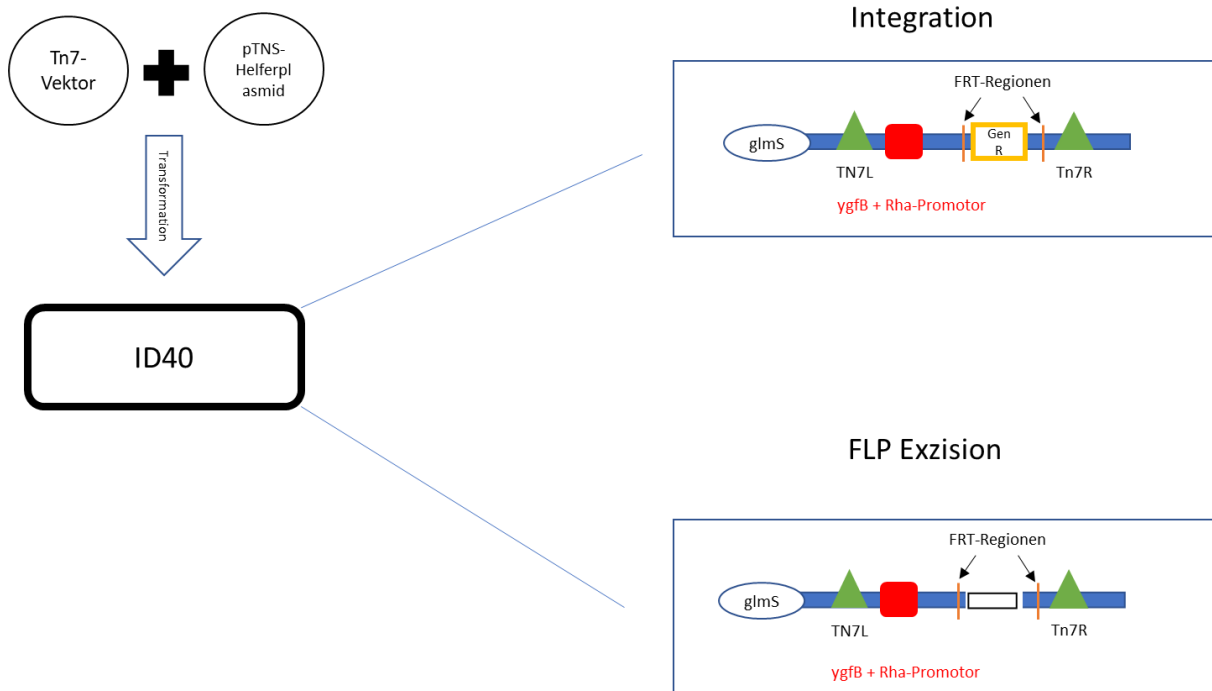 Integration
Tn7-
Vektor
pTNS-
Helferpl
asmid
Transformation
ID40
FRT-Regionen
glmS
Gen
R
TN7L
Tn7R
ygfB + Rha-Promotor
FLP Exzision
FRT-Regionen
glmS
TN7L
Tn7R
ygfB + Rha-Promotor